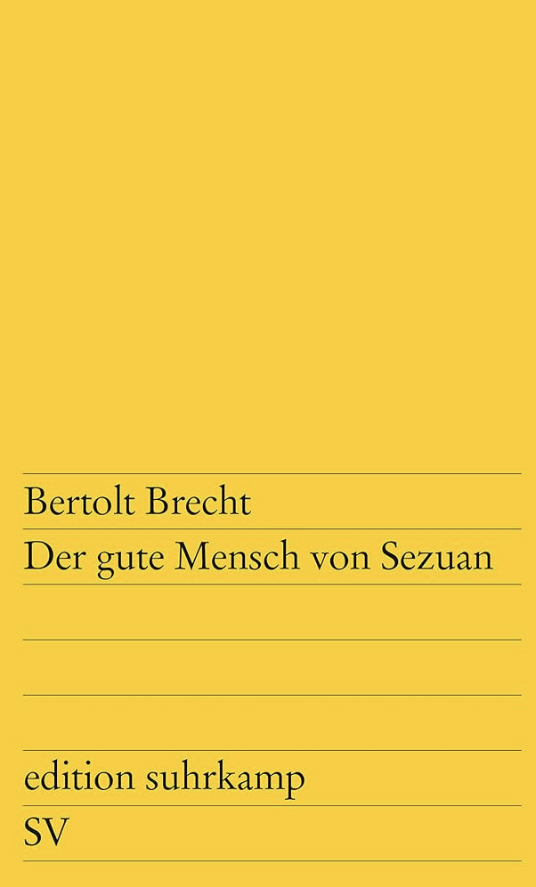 Bertolt Brecht
Der gute Mensch von Sezuan
edition suhrkamp
SV